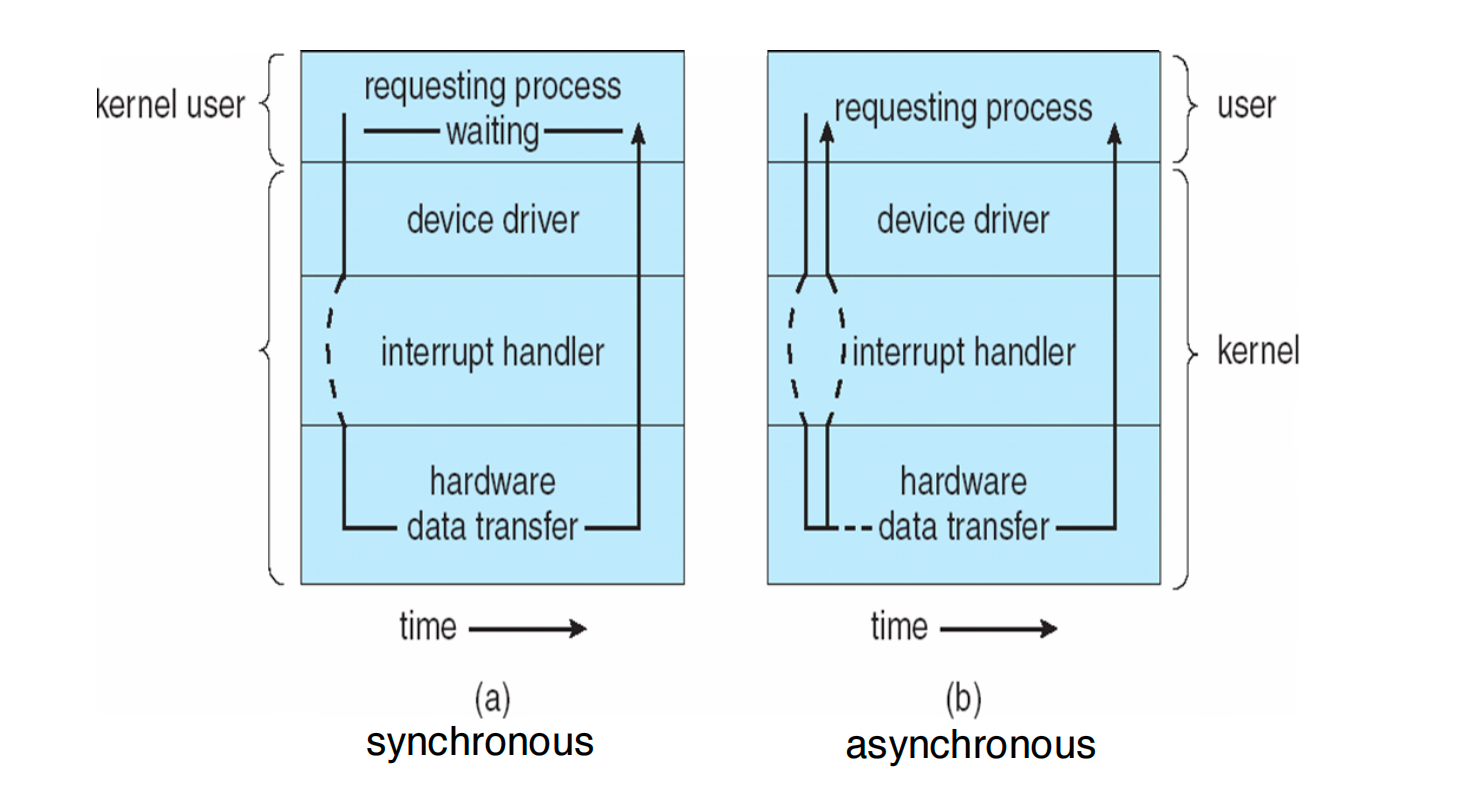 kernel user
requesting process
waiting
device driver
interrupt handler
hardware
data transfer
time
(a)
synchronous
requesting process
device driver
interrupt handler
hardware
data transfer
user
kernel
time
(b)
asynchronous